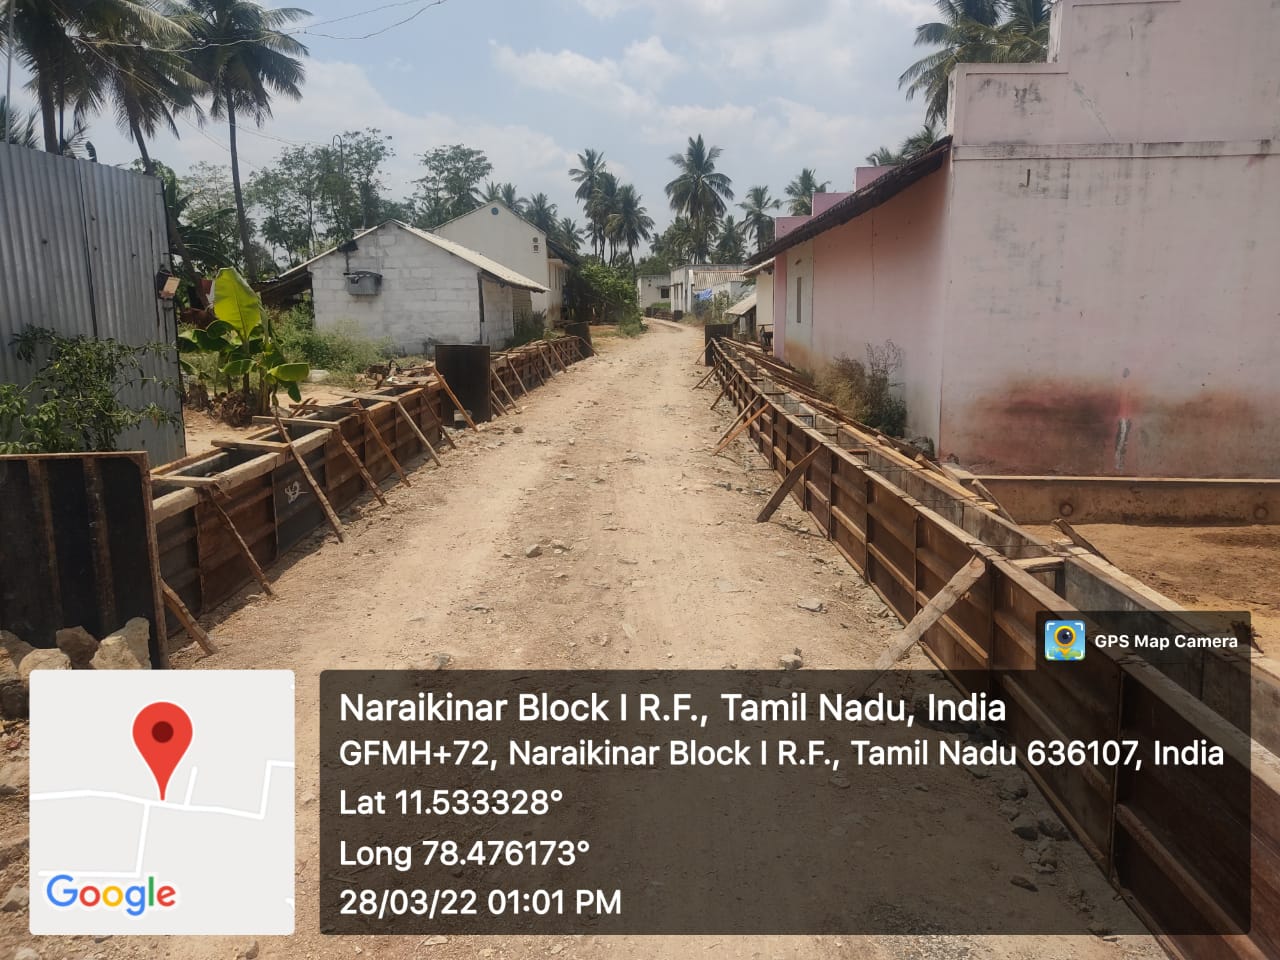 GPS Map Camera
Naraikinar Block I R.F., Tamil Nadu, India
GFMH+72, Naraikinar Block I R.F., Tamil Nadu 636107, India
Lat 11.533328°
Long 78.476173°
28/03/22 01:01 PM
Google